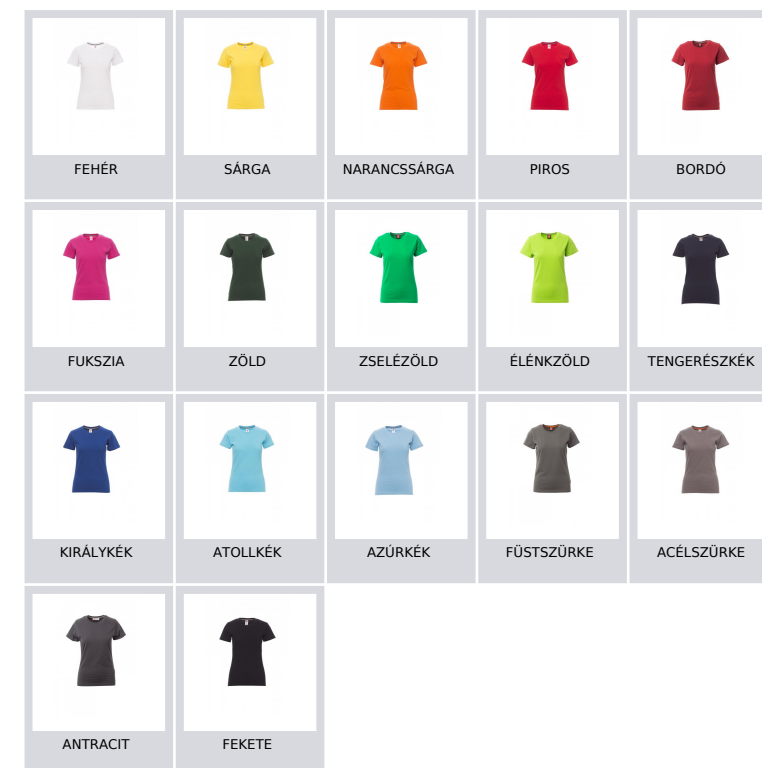 FEHÉR
SÁRGA
NARANCSSÁRGA
PIROS
BORDÓ
FUKSZIA
ZÖLD
ZSELÉZÖLD
ÉLÉNKZÖLD
TENGERÉSZKÉK
KIRÁLYKÉK
ATOLLKÉK
AZÚRKÉK
FÜSTSZÜRKE
ACÉLSZÜRKE
ANTRACIT
FEKETE